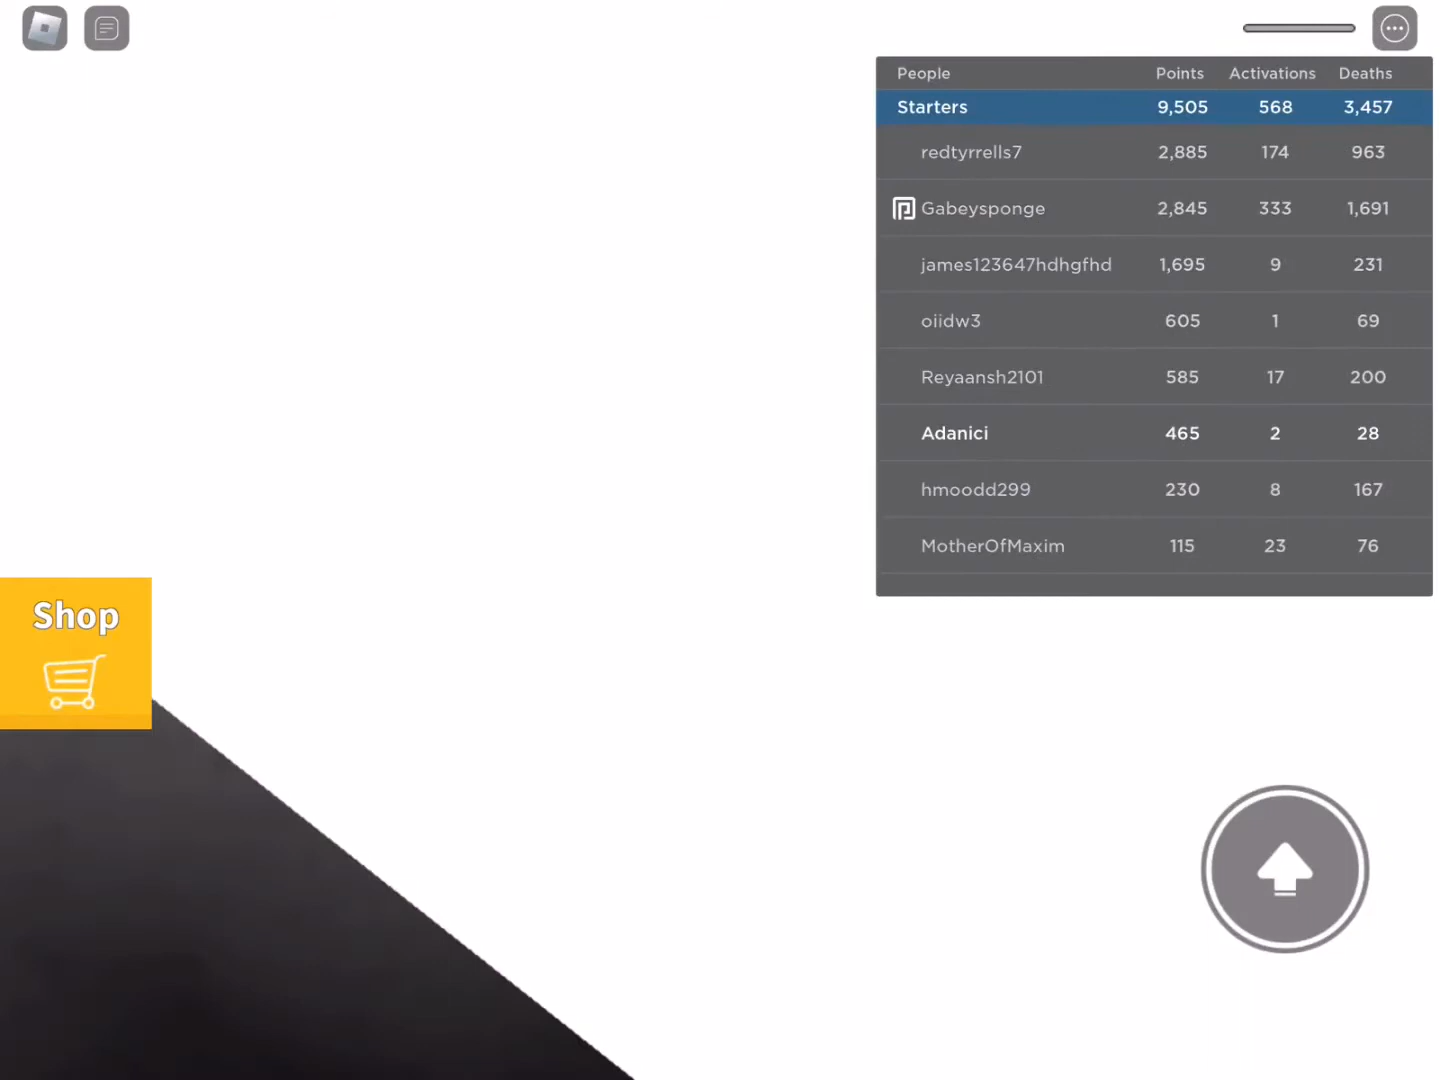 People Points Activations Deaths
Starters 9,505 568 3,457
redtyrrells7 2,885 174 963
Gabeysponge 2,845 333 1,691
james123647hdhgfhd 1,695 9 231
oiidw3 605 1 69
Reyaansh2101 585 17 200
Adanici 465 2 28
hmoodd299 230 8 167
MotherOfMaxim 115 23 76
Shop